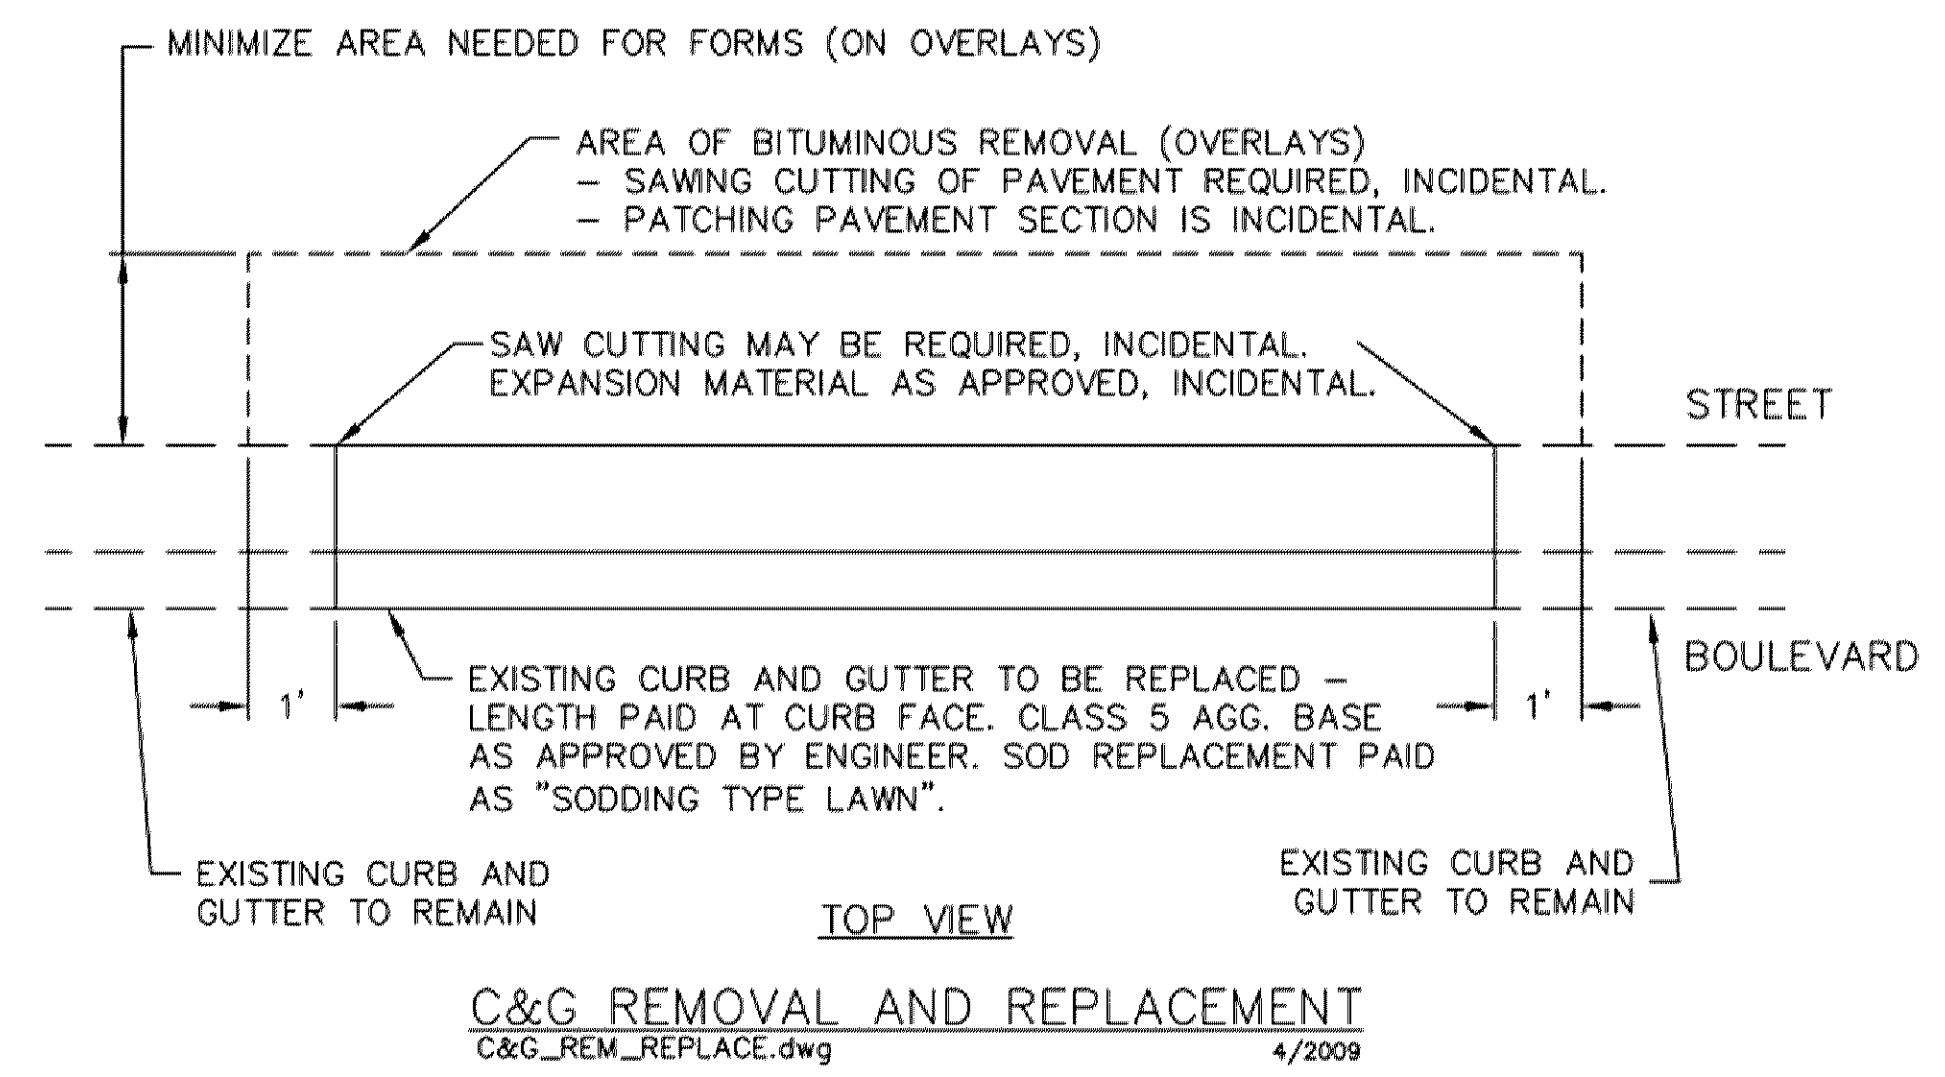 MINIMIZE AREA NEEDED FOR FORMS (ON OVERLAYS)
AREA OF BITUMINOUS REMOVAL (OVERLAYS)
- SAWING CUTTING OF PAVEMENT REQUIRED, INCIDENTAL.
- PATCHING PAVEMENT SECTION IS INCIDENTAL.
SAW CUTTING MAY BE REQUIRED, INCIDENTAL.
EXPANSION MATERIAL AS APPROVED, INCIDENTAL.
STREET
BOULEVARD
EXISTING CURB AND GUTTER TO BE REPLACED -
LENGTH PAID AT CURB FACE. CLASS 5 AGG. BASE
AS APPROVED BY ENGINEER. SOD REPLACEMENT PAID
AS "SODDING TYPE LAWN".
1'
1'
EXISTING CURB AND
GUTTER TO REMAIN
EXISTING CURB AND
GUTTER TO REMAIN
TOP VIEW
C&G REMOVAL AND REPLACEMENT
C&G_REM_REPLACE.dwg
4/2009